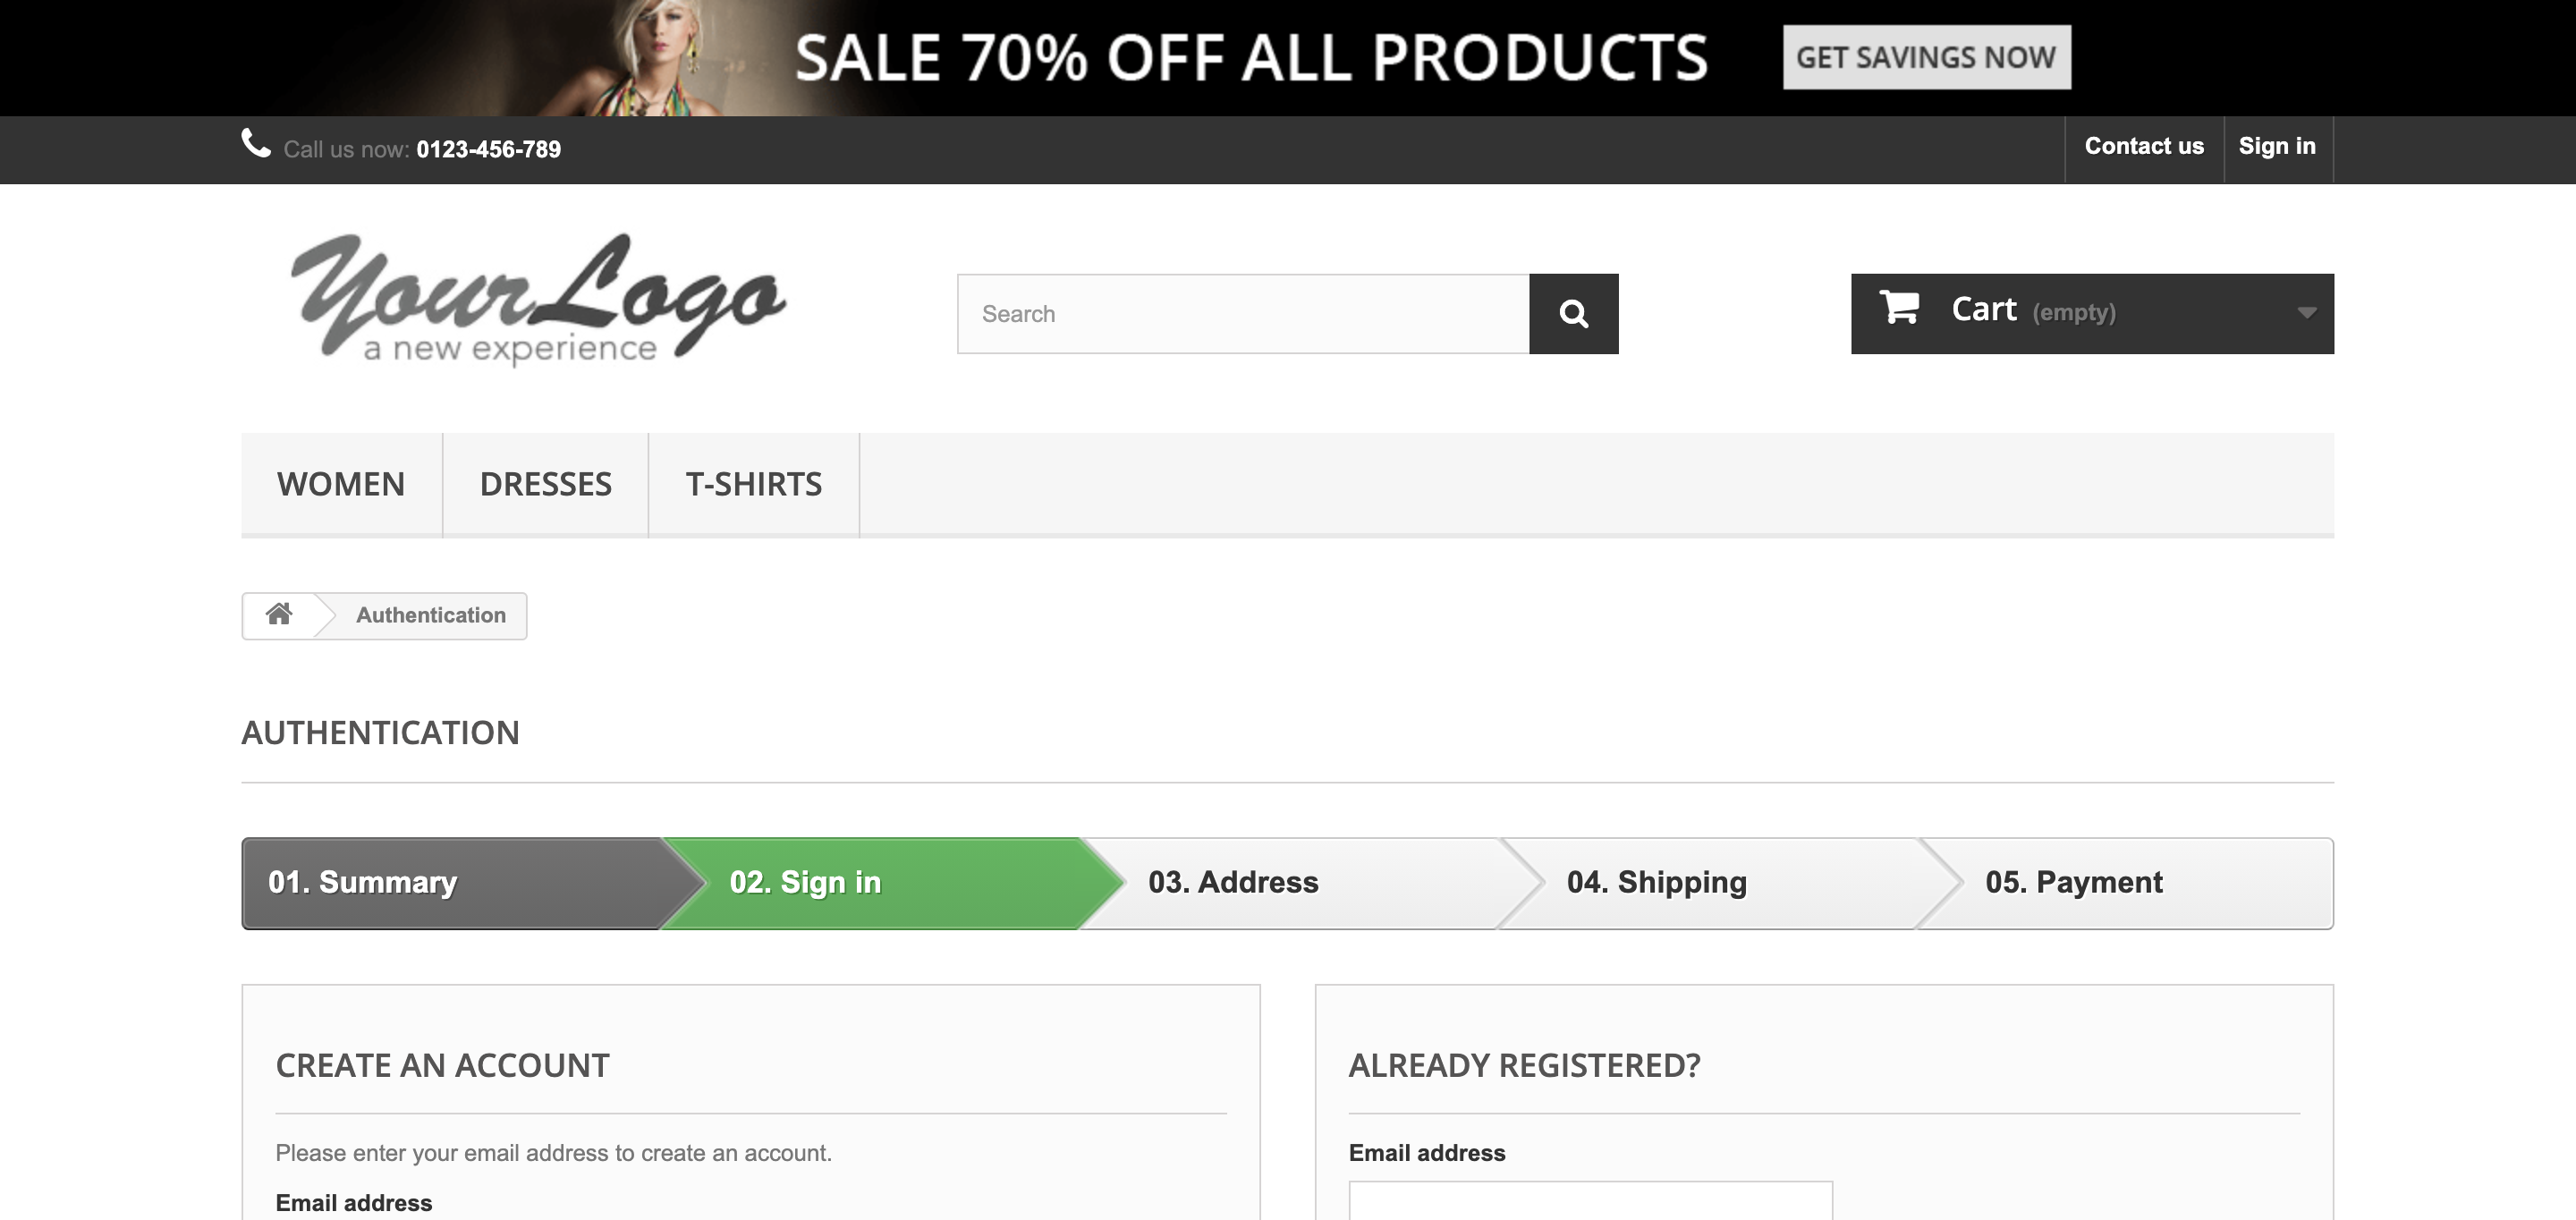 SALE 70% OFF ALL PRODUCTS
GET SAVINGS NOW
Call us now: 0123-456-789
Contact us
Sign in
Your Logo
a new experience
Search
Cart (empty)
WOMEN
DRESSES
T-SHIRTS
Authentication
AUTHENTICATION
01. Summary
02. Sign in
03. Address
04. Shipping
05. Payment
CREATE AN ACCOUNT
Please enter your email address to create an account.
Email address
ALREADY REGISTERED?
Email address